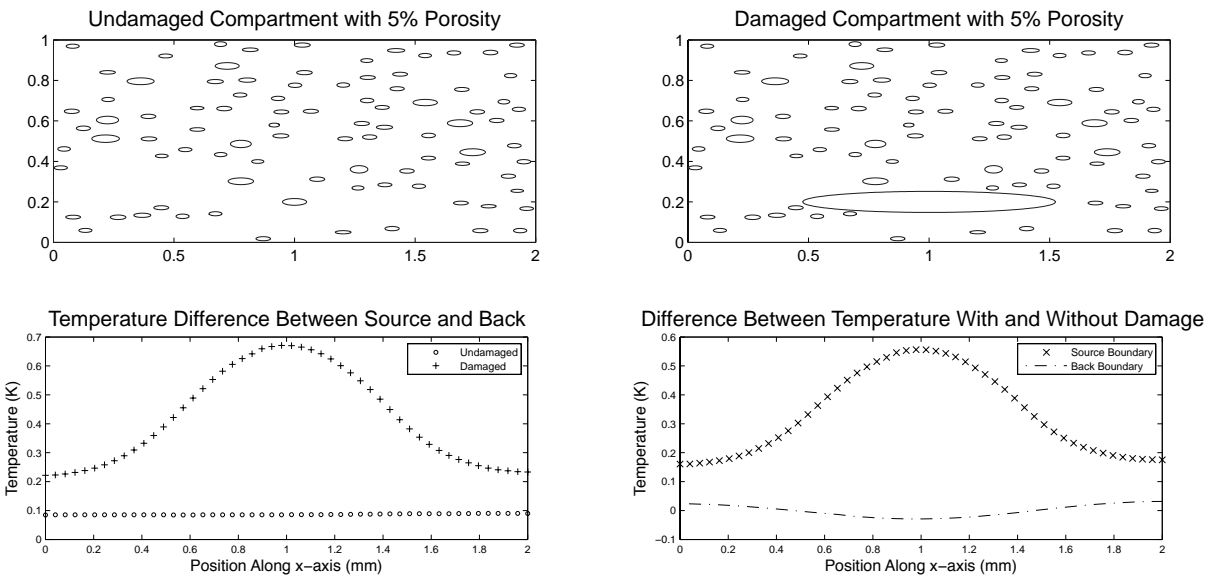 Undamaged Compartment with 5% Porosity
1
0.8
0.6
0.4
0.2
0
0 0.5 1 1.5 2
Damaged Compartment with 5% Porosity
1
0.8
0.6
0.4
0.2
0
0 0.5 1 1.5 2
Temperature Difference Between Source and Back
0.7
0.6
0.5
0.4
0.3
0.2
0.1
0
Temperature (K)
Undamaged
Damaged
0 0.2 0.4 0.6 0.8 1 1.2 1.4 1.6 1.8 2
Position Along x−axis (mm)
Difference Between Temperature With and Without Damage
0.6
0.5
0.4
0.3
0.2
0.1
0
−0.1
Temperature (K)
Source Boundary
Back Boundary
0 0.2 0.4 0.6 0.8 1 1.2 1.4 1.6 1.8 2
Position Along x−axis (mm)